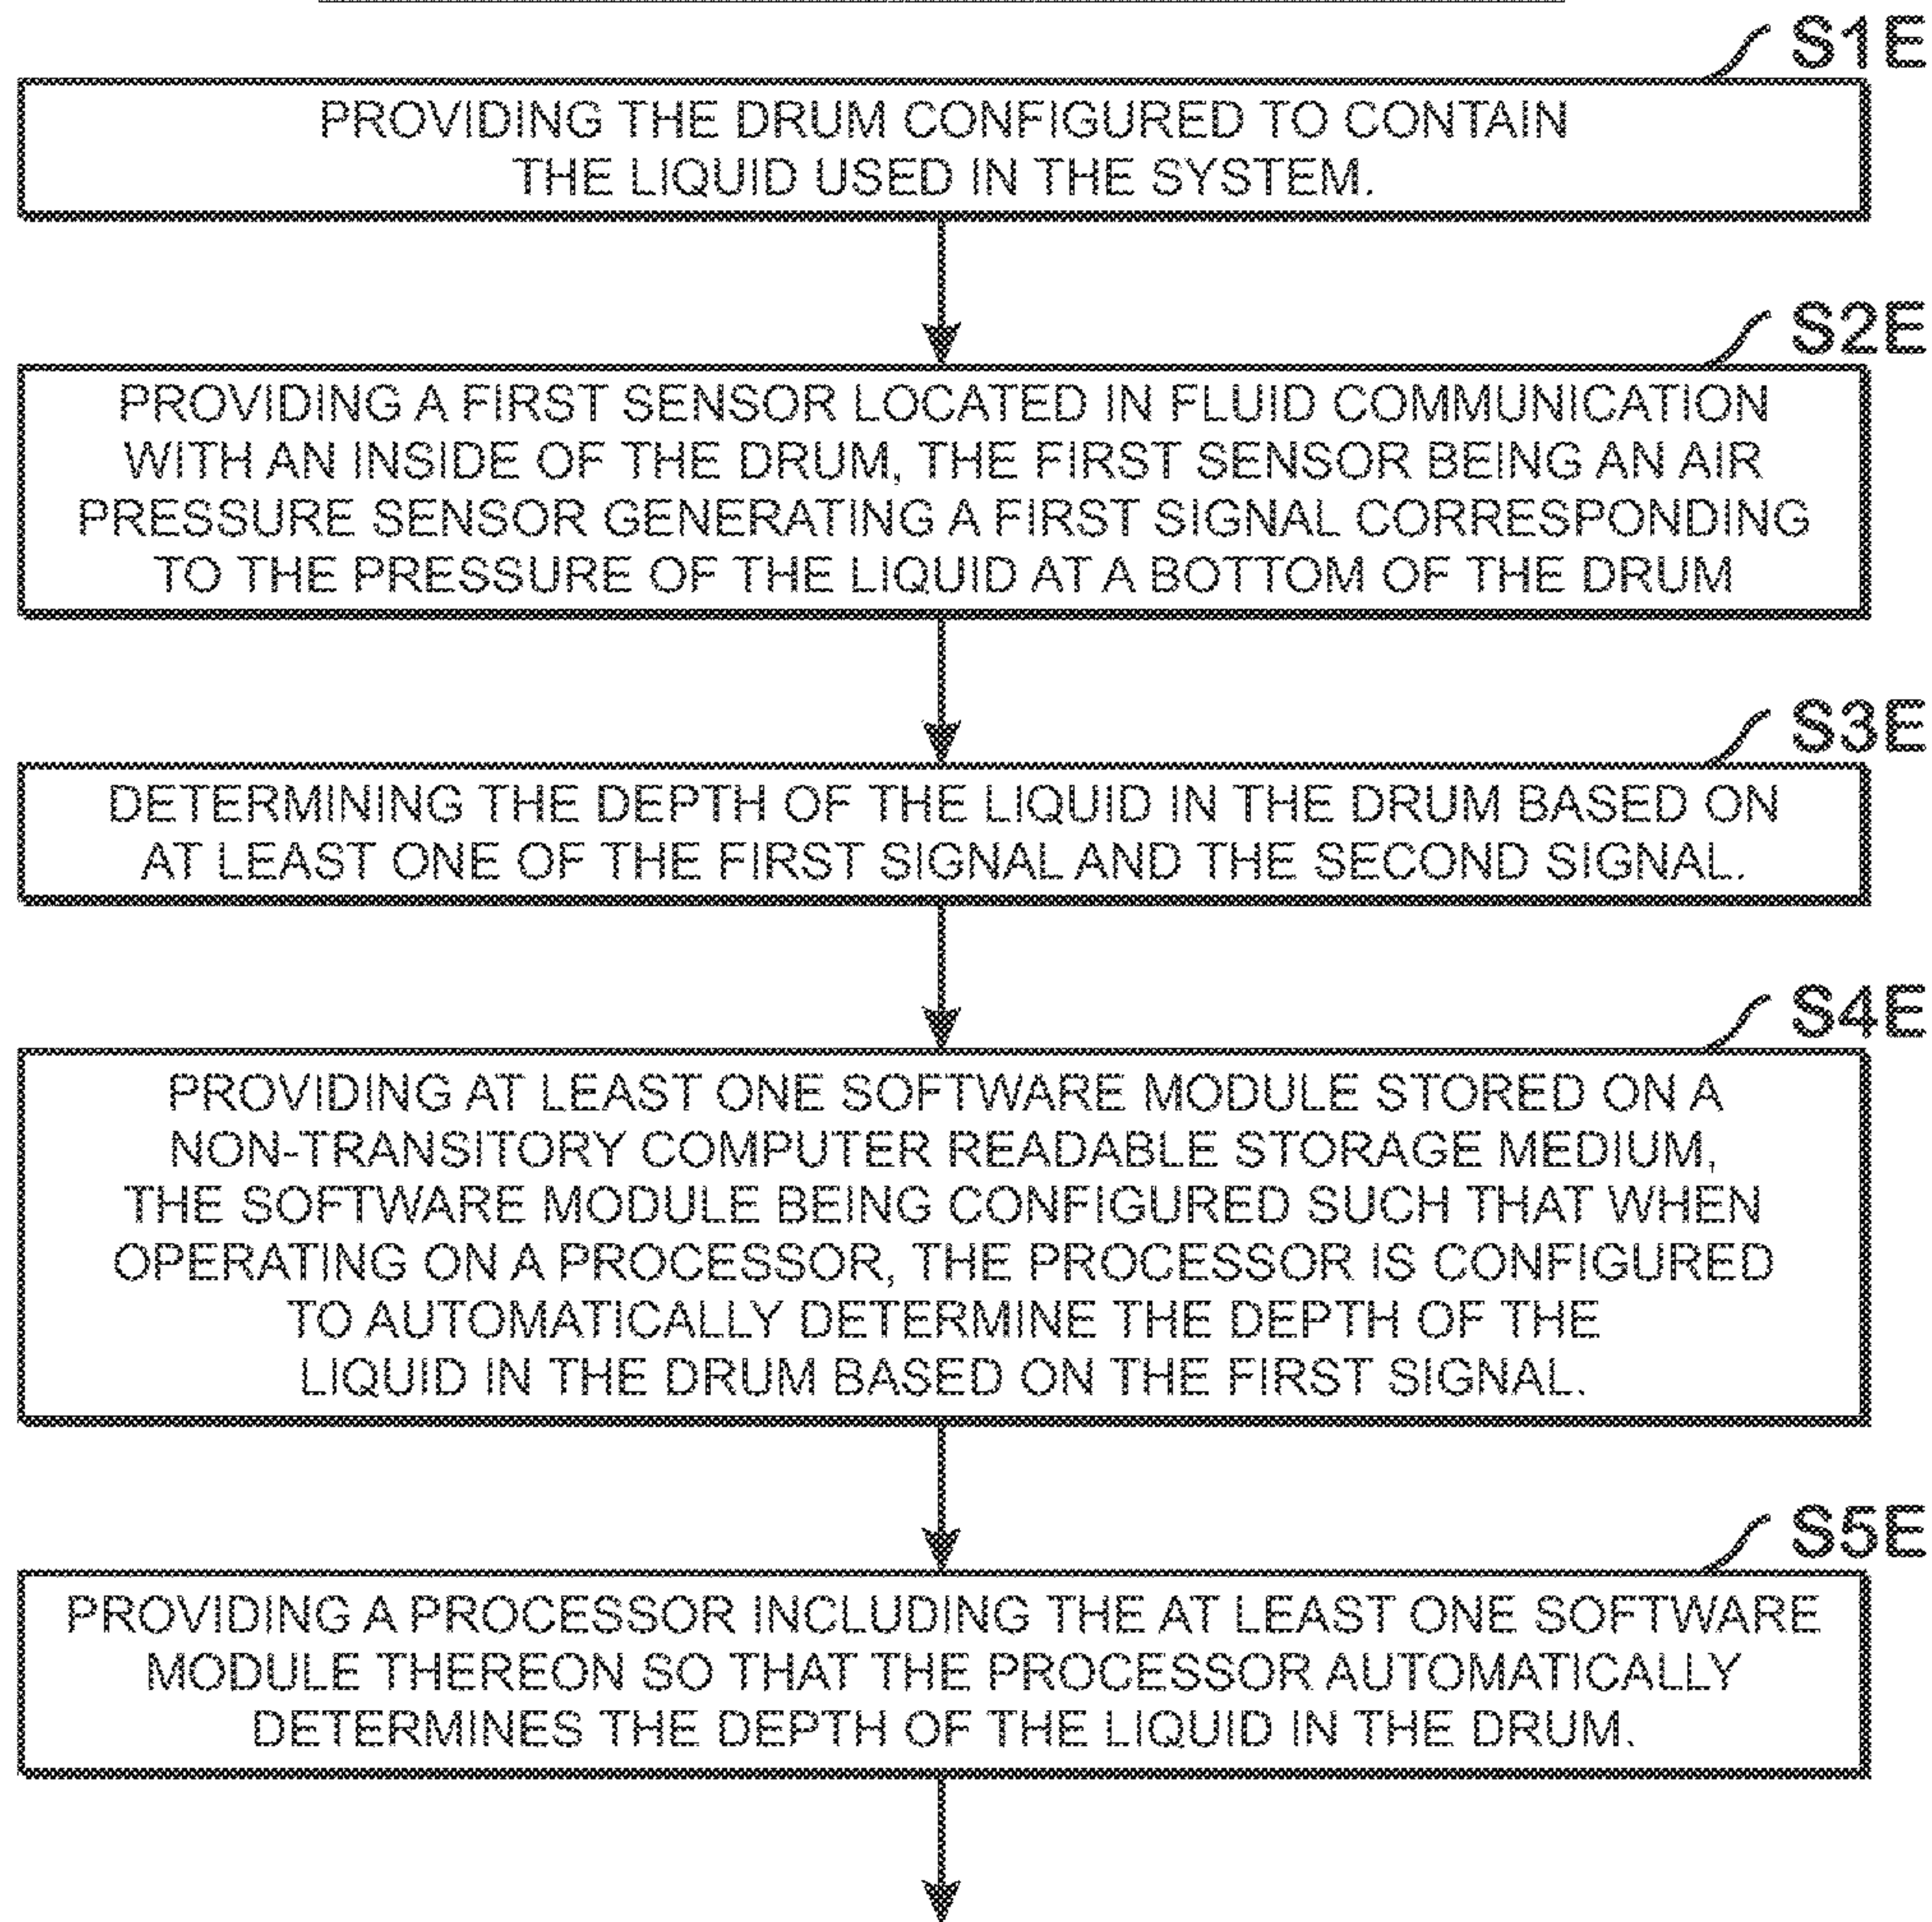 S1E
PROVIDING THE DRUM CONFIGURED TO CONTAIN
THE LIQUID USED IN THE SYSTEM.
S2E
PROVIDING A FIRST SENSOR LOCATED IN FLUID COMMUNICATION
WITH AN INSIDE OF THE DRUM, THE FIRST SENSOR BEING AN AIR
PRESSURE SENSOR GENERATING A FIRST SIGNAL CORRESPONDING
TO THE PRESSURE OF THE LIQUID AT A BOTTOM OF THE DRUM
S3E
DETERMINING THE DEPTH OF THE LIQUID IN THE DRUM BASED ON
AT LEAST ONE OF THE FIRST SIGNAL AND THE SECOND SIGNAL.
S4E
PROVIDING AT LEAST ONE SOFTWARE MODULE STORED ON A
NON-TRANSITORY COMPUTER READABLE STORAGE MEDIUM,
THE SOFTWARE MODULE BEING CONFIGURED SUCH THAT WHEN
OPERATING ON A PROCESSOR, THE PROCESSOR IS CONFIGURED
TO AUTOMATICALLY DETERMINE THE DEPTH OF THE
LIQUID IN THE DRUM BASED ON THE FIRST SIGNAL.
S5E
PROVIDING A PROCESSOR INCLUDING THE AT LEAST ONE SOFTWARE
MODULE THEREON SO THAT THE PROCESSOR AUTOMATICALLY
DETERMINES THE DEPTH OF THE LIQUID IN THE DRUM.